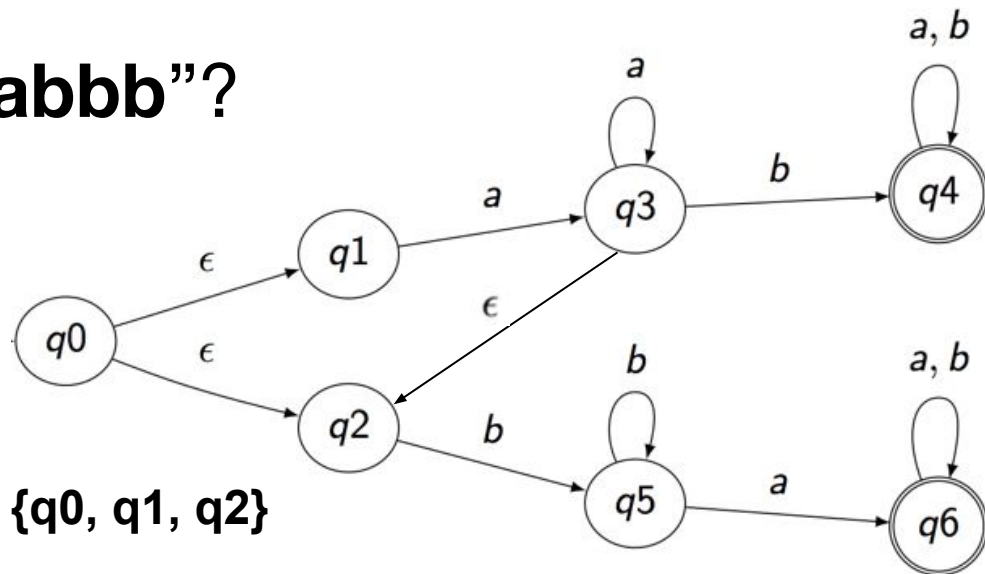 abbb”?
a, b
a
b
q4
a
q3
ϵ
q1
ϵ
q0
ϵ
b
a, b
q2
b
q5
a
q6
{q0, q1, q2}